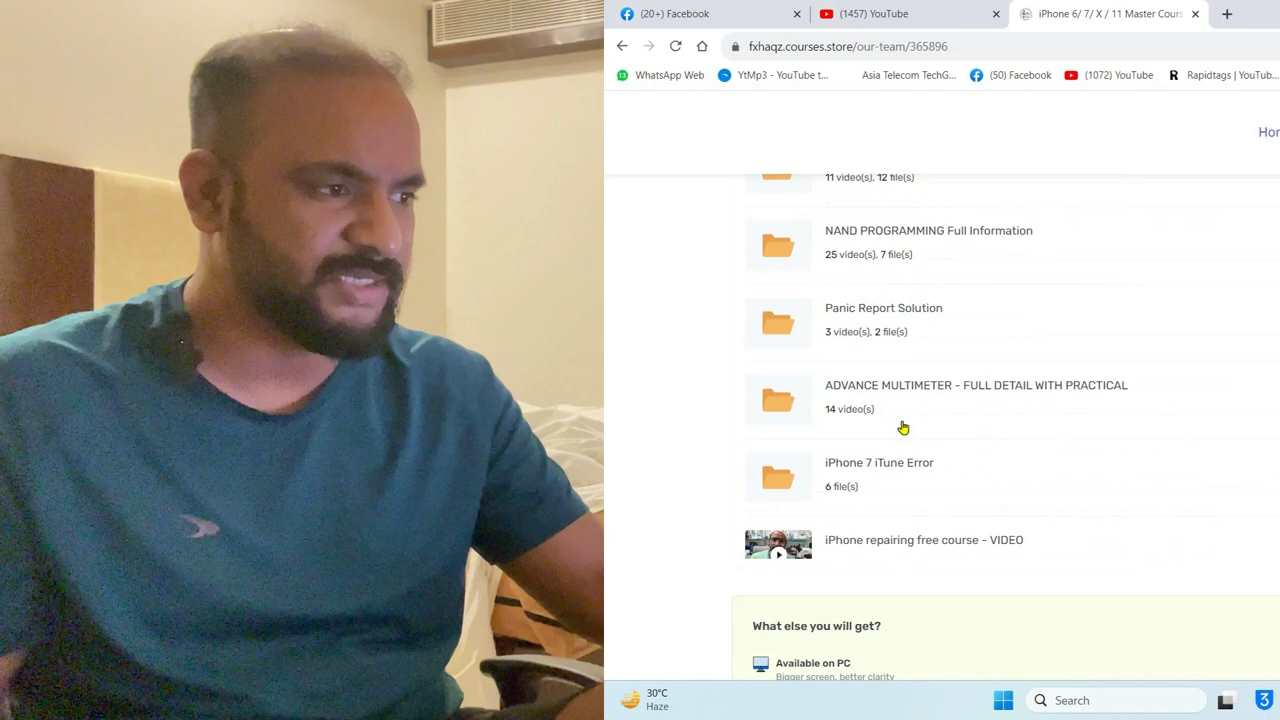 (20+) Facebook
(1457) YouTube
iPhone 6/ 7/ X / 11 Master Cours
fxhaqz.courses.store/our-team/365896
WhatsApp Web
YtMp3 - YouTube t...
Asia Telecom TechG...
(50) Facebook
(1072) YouTube
R Rapidtags | YouTub...
Hor
11 video(s), 12 file(s)
NAND PROGRAMMING Full Information
25 video(s), 7 file(s)
Panic Report Solution
3 video(s), 2 file(s)
ADVANCE MULTIMETER - FULL DETAIL WITH PRACTICAL
14 video(s)
iPhone 7 iTune Error
6 file(s)
iPhone repairing free course - VIDEO
What else you will get?
Available on PC
Bigger screen, better clarity
30°C
Haze
Search
3